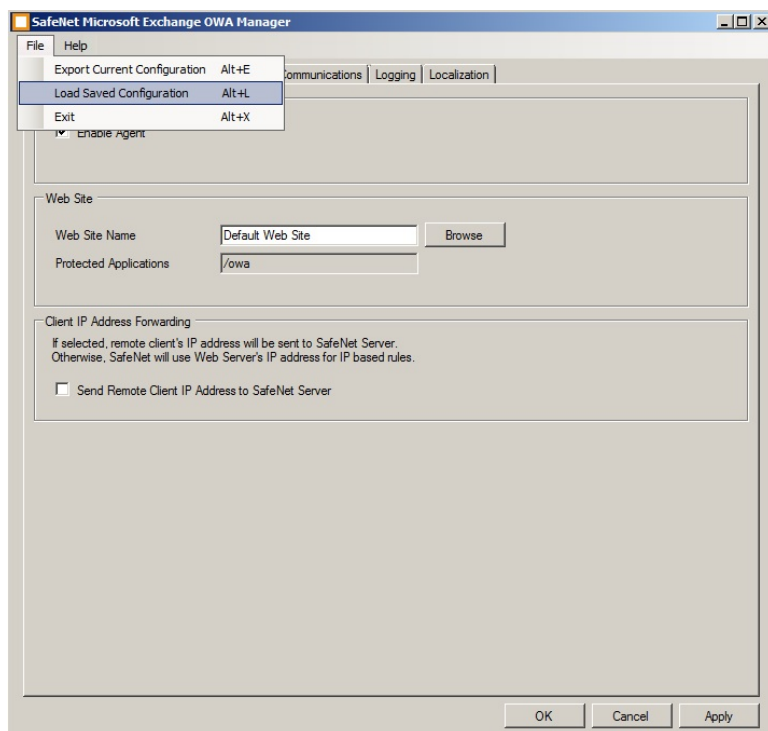 SafeNet Microsoft Exchange OWA Manager
File Help
Export Current Configuration Alt+E
Load Saved Configuration Alt+L
Exit Alt+X
Communications Logging Localization
Enable Agent
Web Site
Web Site Name Default Web Site Browse
Protected Applications /owa
Client IP Address Forwarding
If selected, remote client's IP address will be sent to SafeNet Server.
Otherwise, SafeNet will use Web Server's IP address for IP based rules.
Send Remote Client IP Address to SafeNet Server
OK Cancel Apply